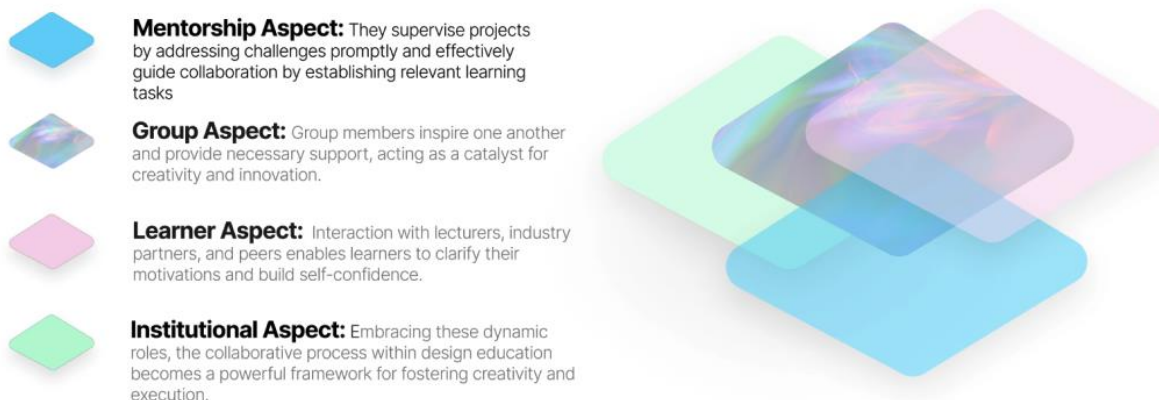 Mentorship Aspect: They supervise projects
by addressing challenges promptly and effectively
guide collaboration by establishing relevant learning
tasks
Group Aspect: Group members inspire one another
and provide necessary support, acting as a catalyst for
creativity and innovation.
Learner Aspect: Interaction with lecturers, industry
partners, and peers enables learners to clarify their
motivations and build self-confidence.
Institutional Aspect: Embracing these dynamic
roles, the collaborative process within design education
becomes a powerful framework for fostering creativity and
execution.